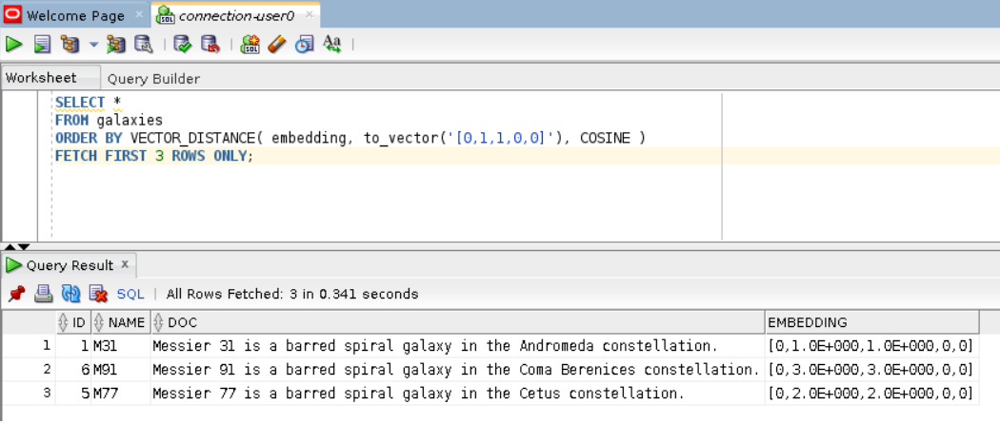 Welcome Page × connection-user0 ×
SQL SQL Aa
Worksheet Query Builder
SELECT *
FROM galaxies
ORDER BY VECTOR_DISTANCE( embedding, to_vector('[0,1,1,0,0]'), COSINE )
FETCH FIRST 3 ROWS ONLY;
Query Result ×
SQL | All Rows Fetched: 3 in 0.341 seconds
ID NAME DOC EMBEDDING
1 1 M31 Messier 31 is a barred spiral galaxy in the Andromeda constellation. [0,1.0E+000,1.0E+000,0,0]
2 6 M91 Messier 91 is a barred spiral galaxy in the Coma Berenices constellation. [0,3.0E+000,3.0E+000,0,0]
3 5 M77 Messier 77 is a barred spiral galaxy in the Cetus constellation. [0,2.0E+000,2.0E+000,0,0]